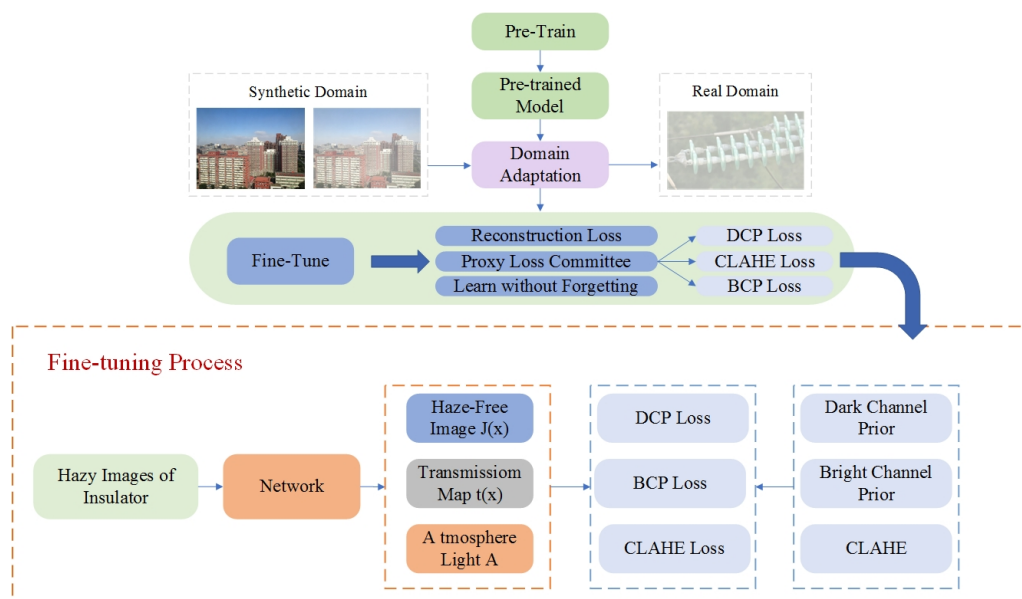 Pre-Train
Pre-trained
Model
Synthetic Domain
Real Domain
Domain
Adaptation
Fine-Tune
Reconstruction Loss
Proxy Loss Committee
Learn without Forgetting
DCP Loss
CLAHE Loss
BCP Loss
Fine-tuning Process
Hazy Images of
Insulator
Network
Haze-Free
Image J(x)
Transmissiom
Map t(x)
A tmosphere
Light A
DCP Loss
BCP Loss
CLAHE Loss
Dark Channel
Prior
Bright Channel
Prior
CLAHE